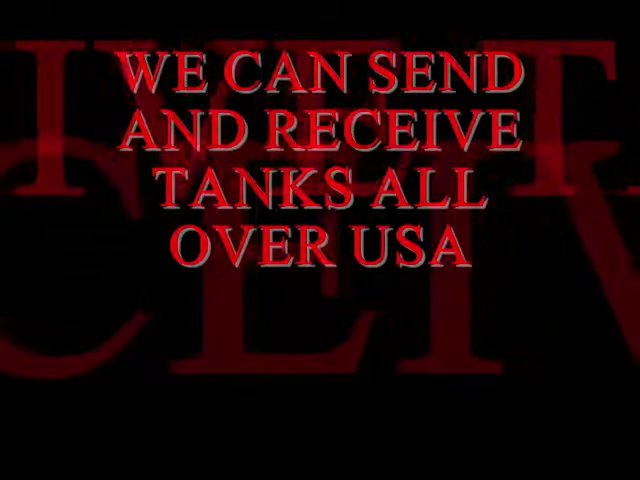 WE CAN SEND
AND RECEIVE
TANKS ALL
OVER USA